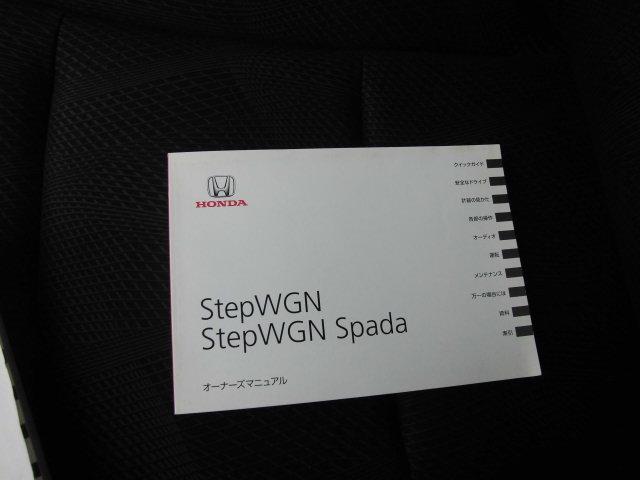 HONDA
StepWGN
StepWGN Spada
オーナーズマニュアル
クイックガイド
安全なドライブ
計器の見かた
各部の操作
オーディオ
運転
メンテナンス
万一の場合には
資料
索引